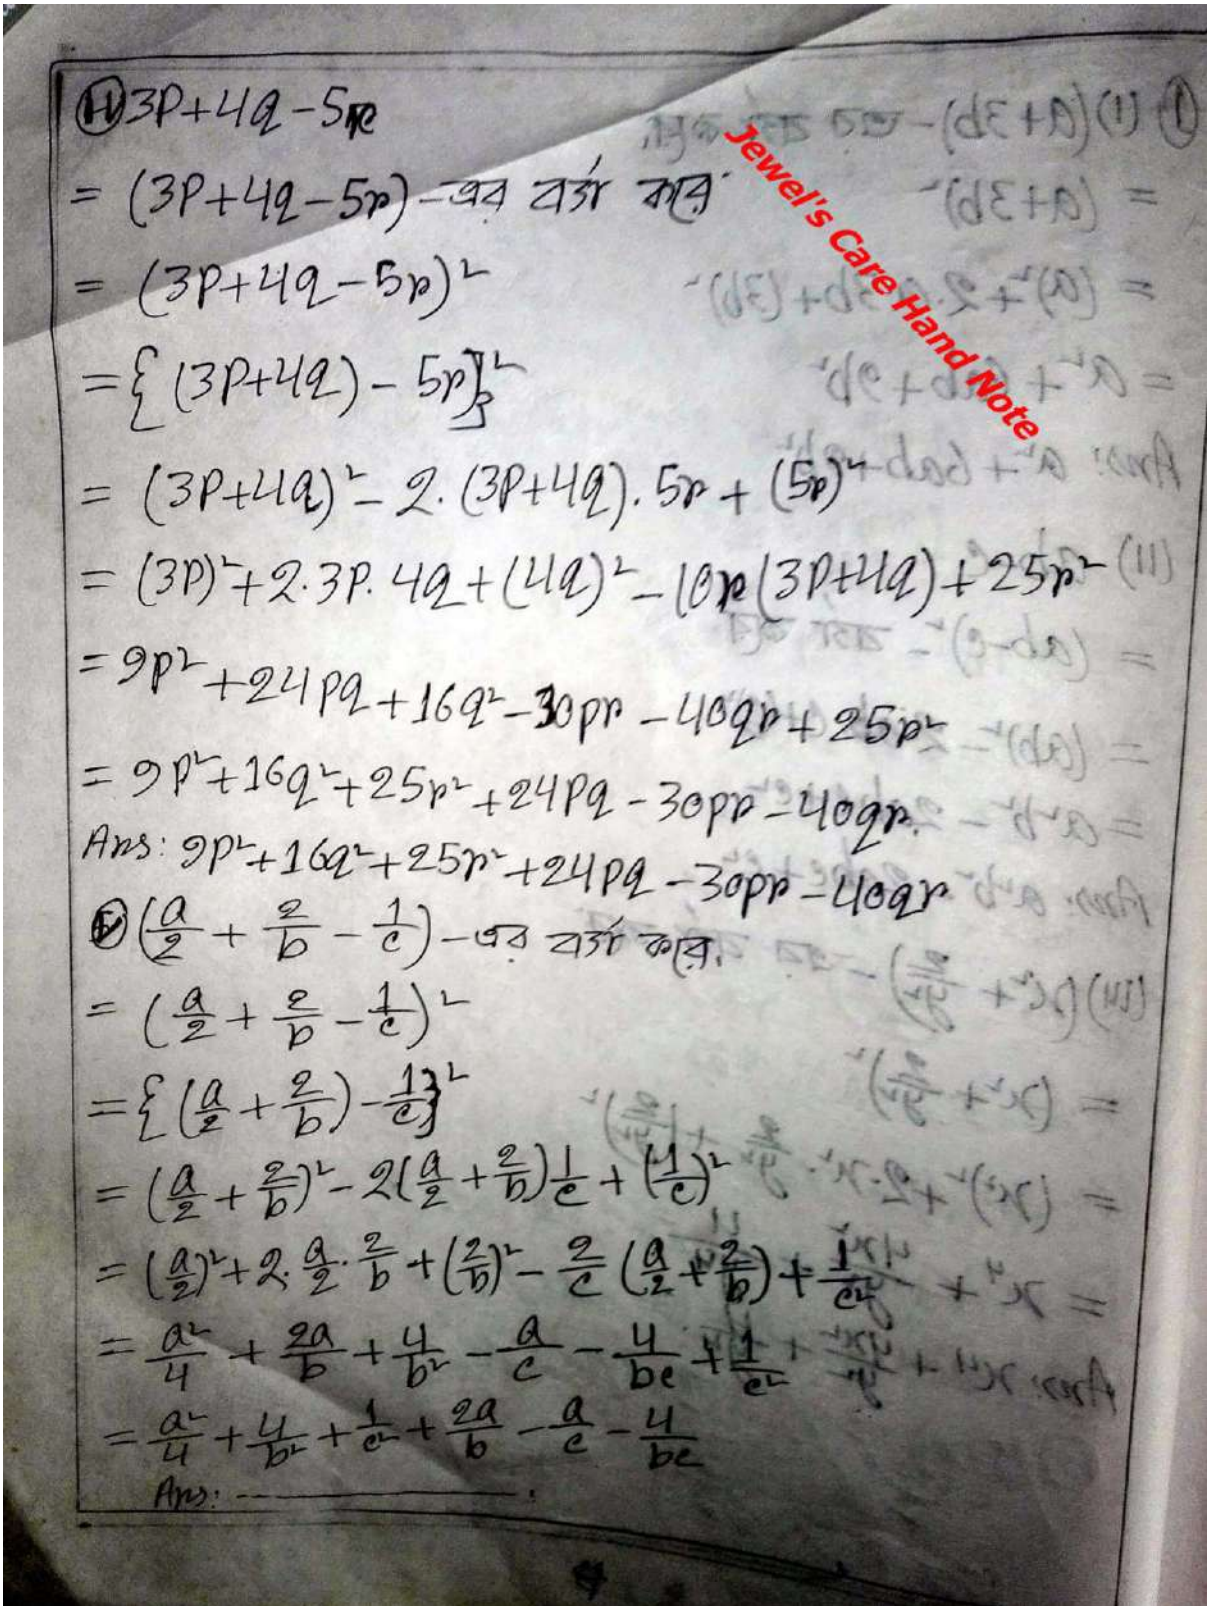 3p+4q-5r
= (3p+4q-5r)-এর বর্গ করে
= (3p+4q-5r)²
= {(3p+4q) - 5r}²
= (3p+4q)² - 2. (3p+4q). 5r + (5r)²
= (3p)² + 2.3p. 4q + (4q)² - 10r(3p+4q) + 25r²
= 9p² + 24pq + 16q² - 30pr - 40qr + 25r²
= 9p² + 16q² + 25r² + 24pq - 30pr - 40qr.
Ans: 9p² + 16q² + 25r² + 24pq - 30pr - 40qr
(a/2 + 2/b - 1/c) - এর বর্গ করে.
= (a/2 + 2/b - 1/c)²
= {(a/2 + 2/b) - 1/c}²
= (a/2 + 2/b)² - 2(a/2 + 2/b)1/c + (1/c)²
= (a/2)² + 2. a/2 . 2/b + (2/b)² - 2/c (a/2 + 2/b) + 1/c²
= a²/4 + 2a/b + 4/b² - a/c - 4/bc + 1/c²
= a²/4 + 4/b² + 1/c² + 2a/b - a/c - 4/bc
Ans:
Jewel's Care Hand Note